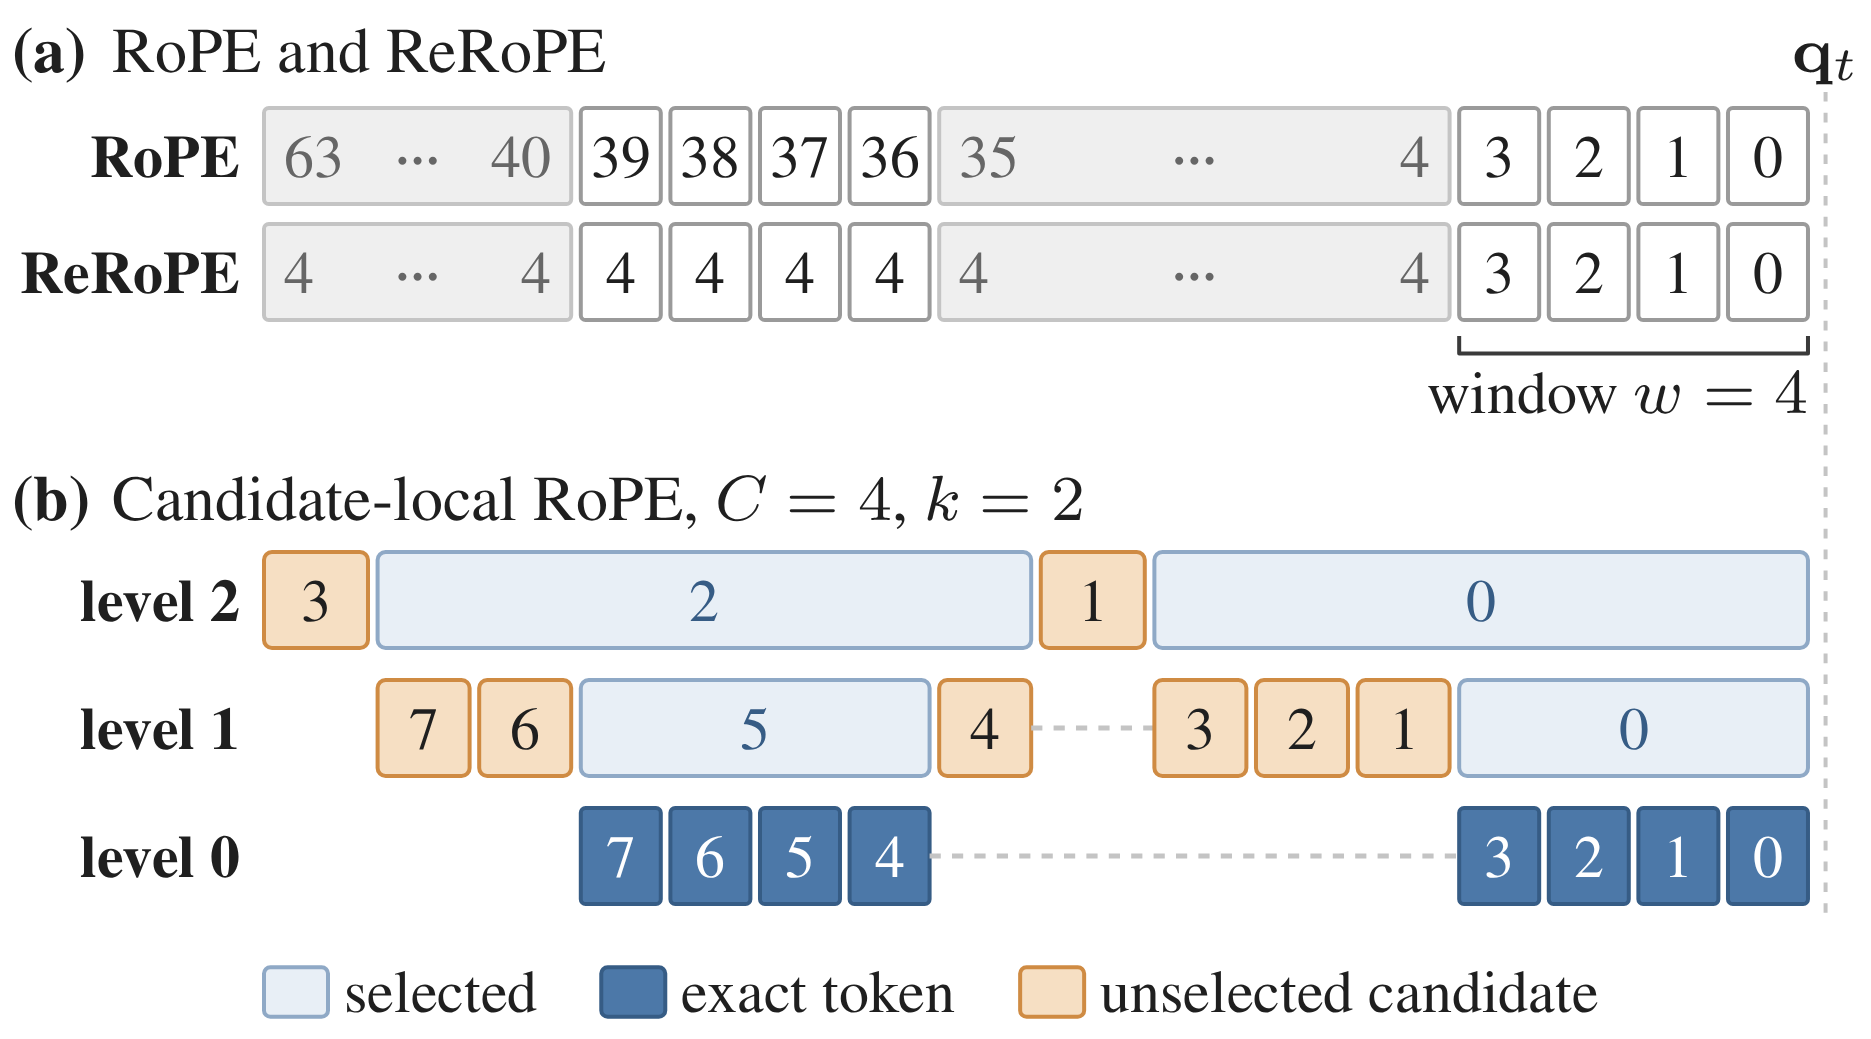 (a) RoPE and ReRoPE
q_t
RoPE 63 ··· 40 39 38 37 36 35 ··· 4 3 2 1 0
ReRoPE 4 ··· 4 4 4 4 4 4 ··· 4 3 2 1 0
window w = 4
(b) Candidate-local RoPE, C = 4, k = 2
level 2 3 2 1 0
level 1 7 6 5 4 3 2 1 0
level 0 7 6 5 4 3 2 1 0
selected exact token unselected candidate